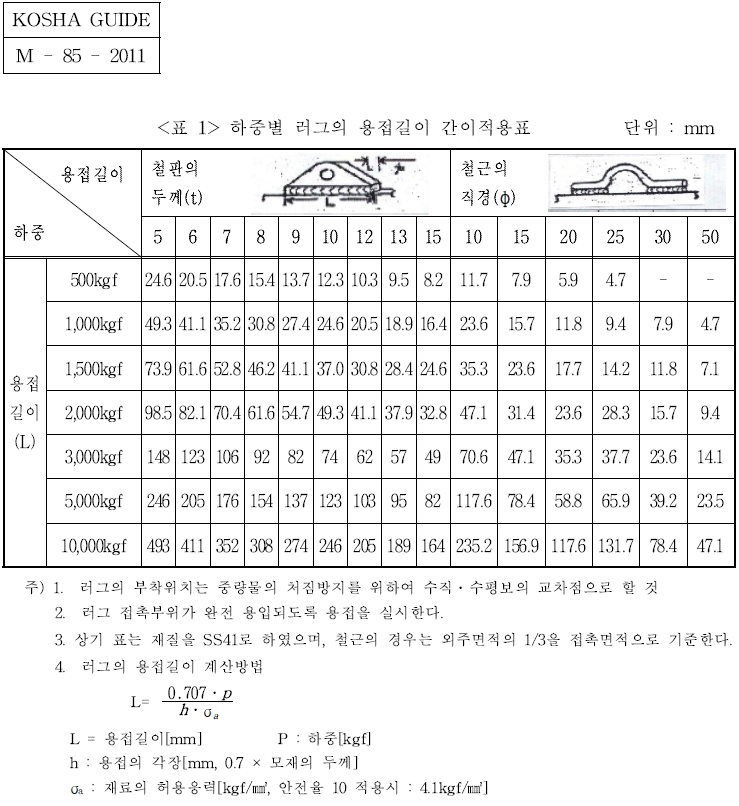 KOSHA GUIDE
M - 85 - 2011
<표 1> 하중별 러그의 용접길이 간이적용표 단위 : mm
용접길이 철판의 두께(t) 철근의 직경(ϕ)
하중 5 6 7 8 9 10 12 13 15 10 15 20 25 30 50
용접길이(L)
500kgf 24.6 20.5 17.6 15.4 13.7 12.3 10.3 9.5 8.2 11.7 7.9 5.9 4.7 - -
1,000kgf 49.3 41.1 35.2 30.8 27.4 24.6 20.5 18.9 16.4 23.6 15.7 11.8 9.4 7.9 4.7
1,500kgf 73.9 61.6 52.8 46.2 41.1 37.0 30.8 28.4 24.6 35.3 23.6 17.7 14.2 11.8 7.1
2,000kgf 98.5 82.1 70.4 61.6 54.7 49.3 41.1 37.9 32.8 47.1 31.4 23.6 28.3 15.7 9.4
3,000kgf 148 123 106 92 82 74 62 57 49 70.6 47.1 35.3 37.7 23.6 14.1
5,000kgf 246 205 176 154 137 123 103 95 82 117.6 78.4 58.8 65.9 39.2 23.5
10,000kgf 493 411 352 308 274 246 205 189 164 235.2 156.9 117.6 131.7 78.4 47.1
주) 1. 러그의 부착위치는 중량물의 처짐방지를 위하여 수직·수평보의 교차점으로 할 것
2. 러그 접촉부위가 완전 용입되도록 용접을 실시한다.
3. 상기 표는 재질을 SS41로 하였으며, 철근의 경우는 외주면적의 1/3을 접촉면적으로 기준한다.
4. 러그의 용접길이 계산방법
L= 0.707·p / h·σa
L = 용접길이[mm] P : 하중[kgf]
h : 용접의 각장[mm, 0.7 × 모재의 두께]
σa : 재료의 허용응력[kgf/㎟, 안전율 10 적용시 : 4.1kgf/㎟]